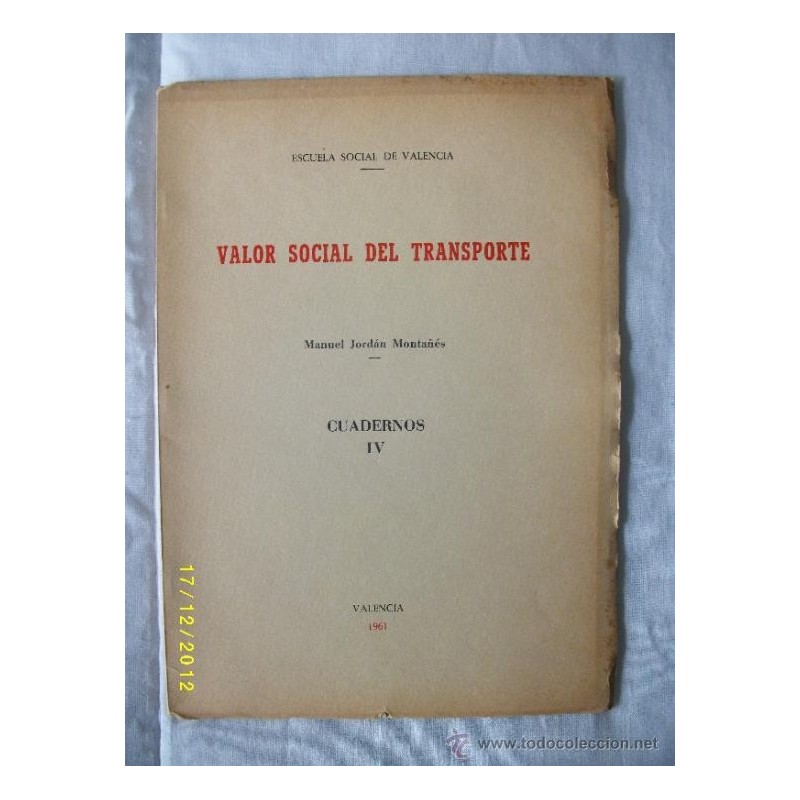 ESCUELA SOCIAL DE VALENCIA
VALOR SOCIAL DEL TRANSPORTE
Manuel Jordán Montañés
CUADERNOS
IV
VALENCIA
1961
17/12/2012
www.todocoleccion.net